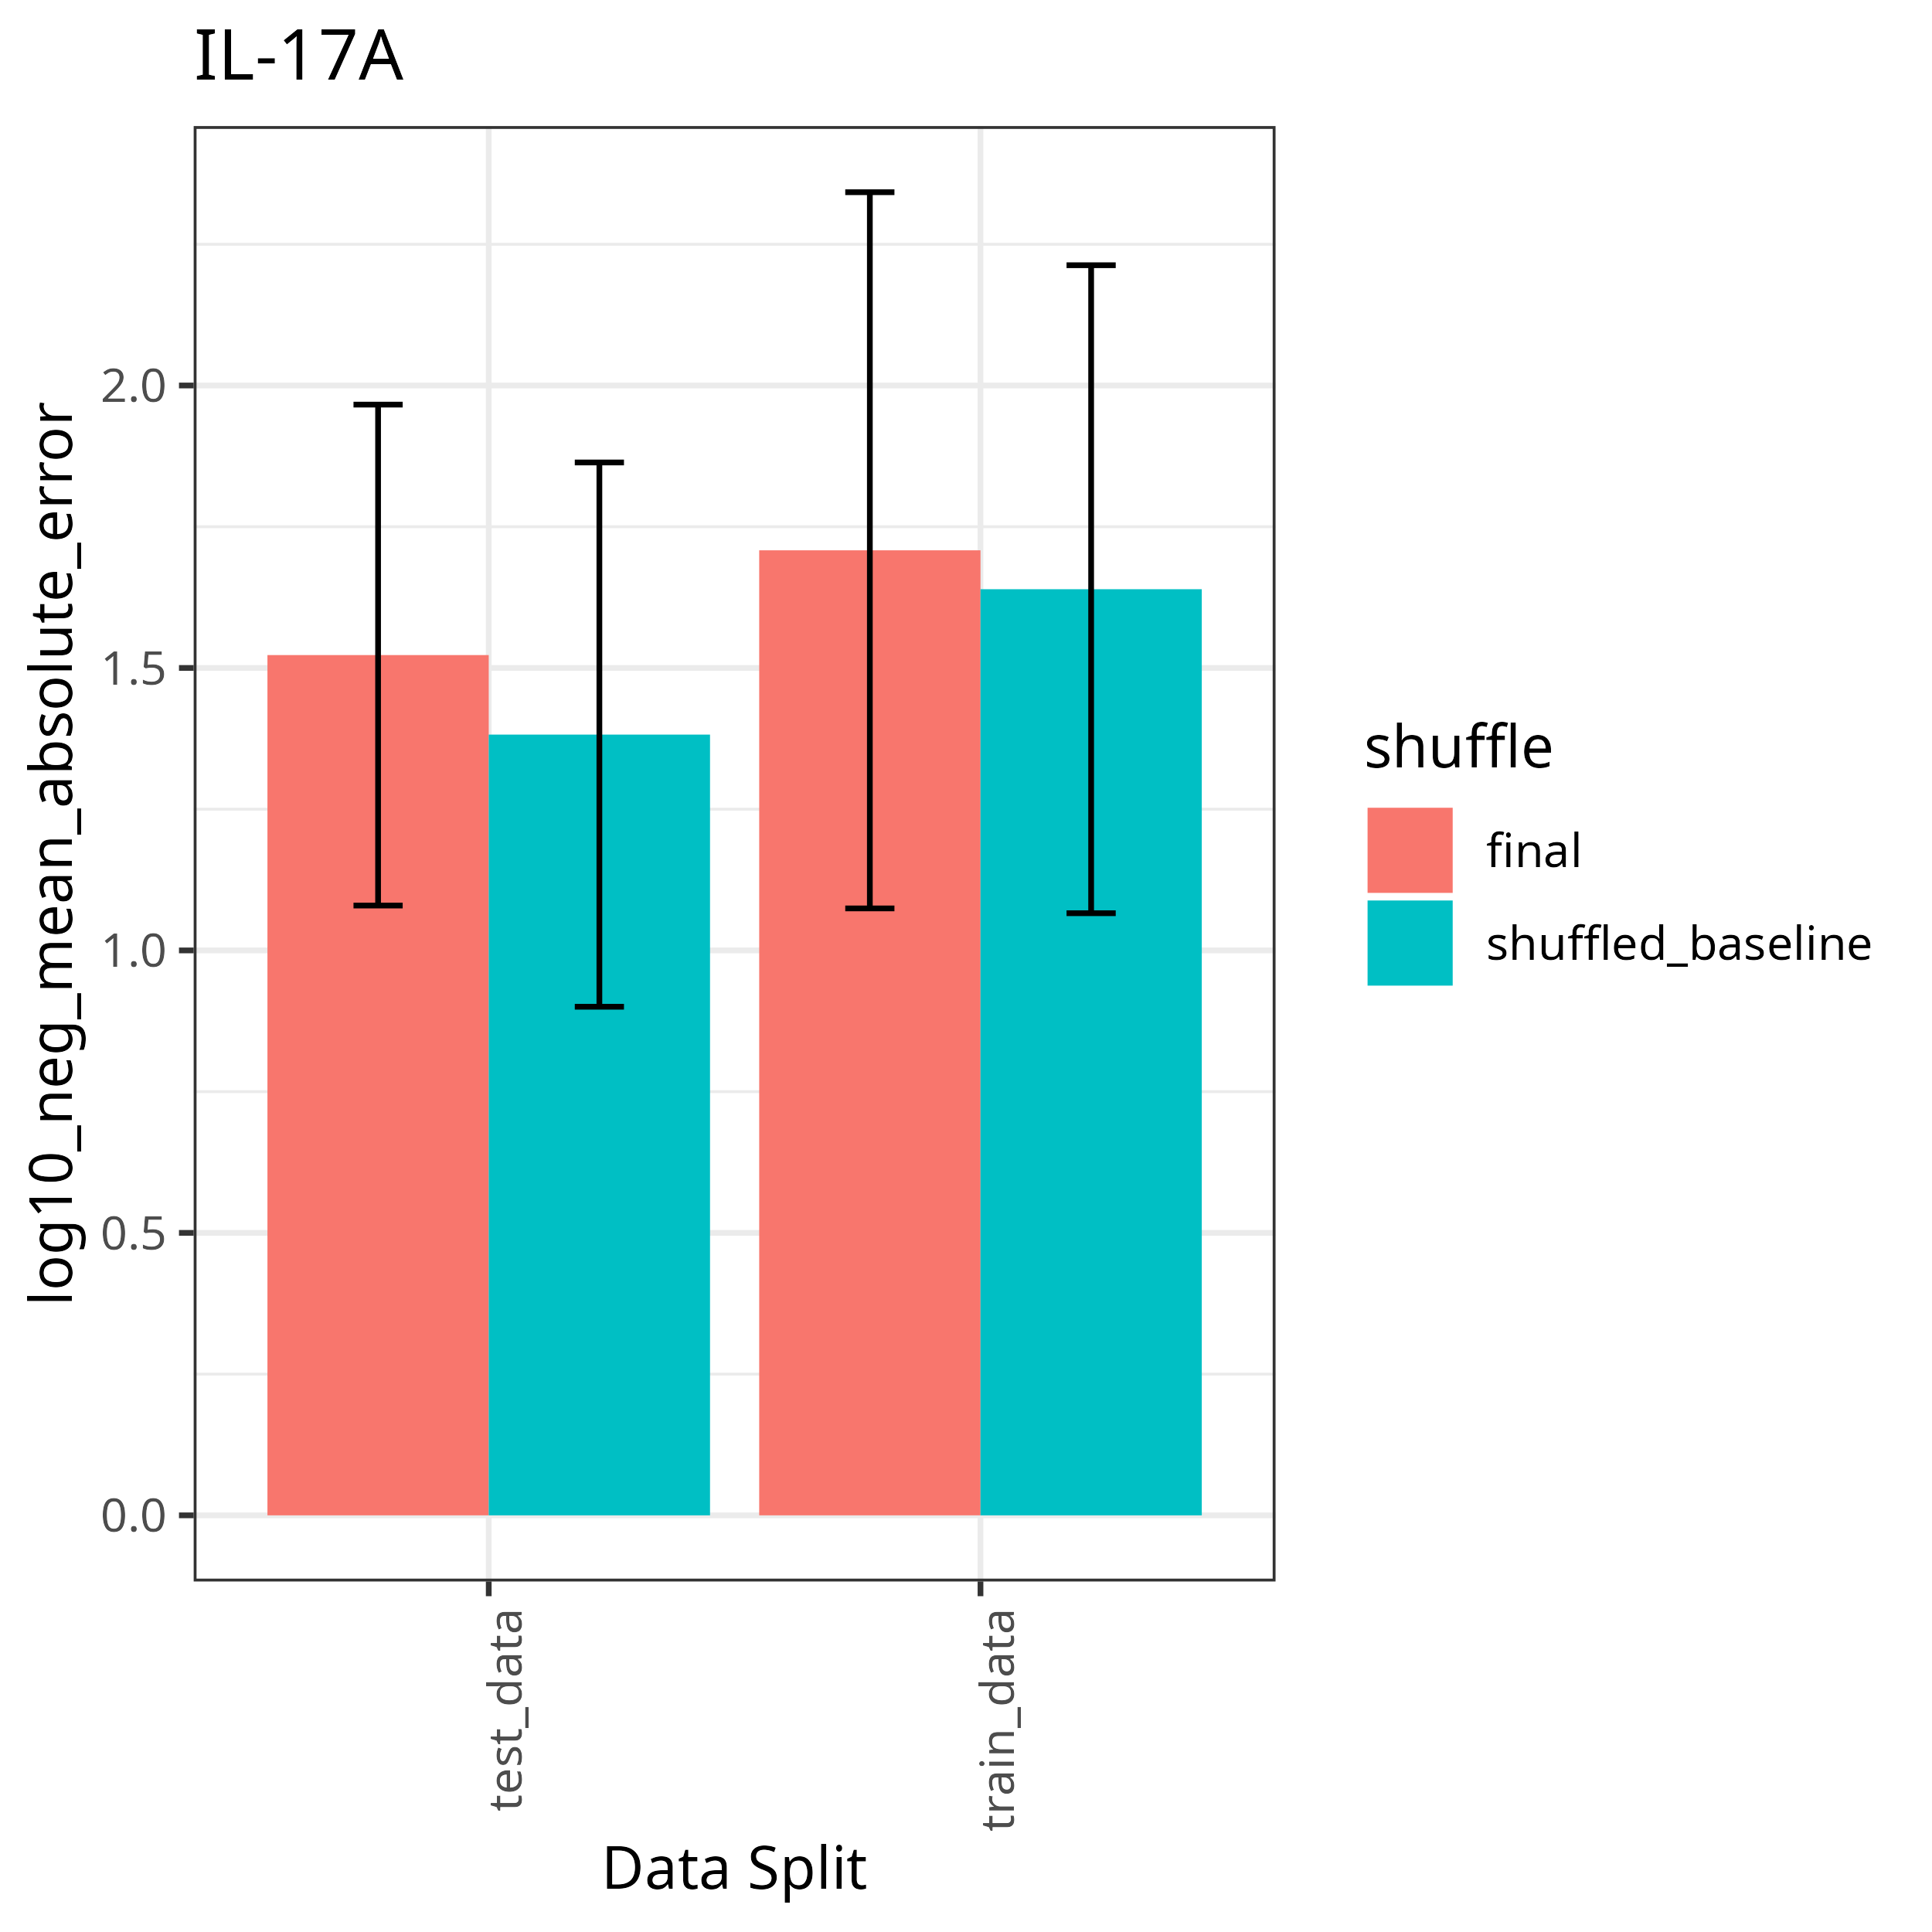 IL-17A
log10_neg_mean_absolute_error
2.0
1.5
1.0
0.5
0.0
test_data
train_data
Data Split
shuffle
final
shuffled_baseline